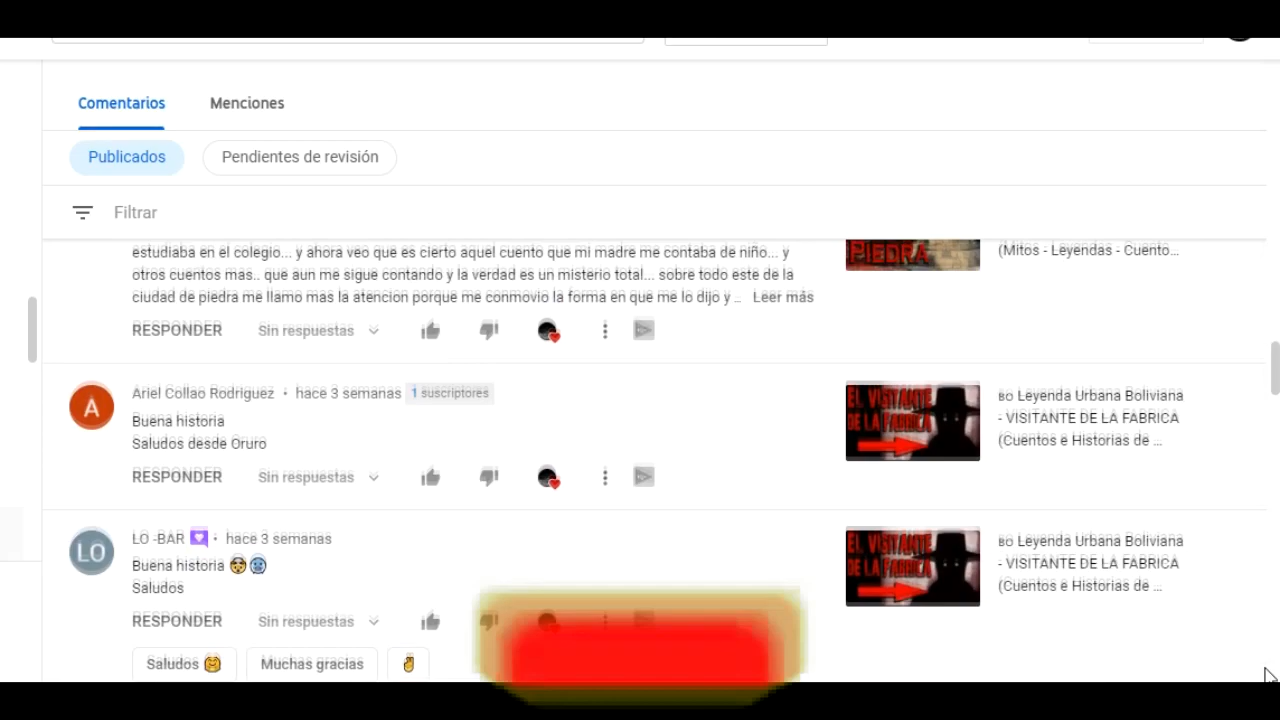 Comentarios
Menciones
Publicados
Pendientes de revisión
Filtrar
estudiaba en el colegio... y ahora veo que es cierto aquel cuento que mi madre me contaba de niño... y
otros cuentos mas.. que aun me sigue contando y la verdad es un misterio total... sobre todo este de la
ciudad de piedra me llamo mas la atencion porque me conmovio la forma en que me lo dijo y ... Leer más
PIEDRA
(Mitos - Leyendas - Cuento...
RESPONDER
Sin respuestas
Ariel Collao Rodriguez • hace 3 semanas 1 suscriptores
Buena historia
Saludos desde Oruro
EL VISITANTE
DE LA FABRICA
BO Leyenda Urbana Boliviana
- VISITANTE DE LA FABRICA
(Cuentos e Historias de ...
RESPONDER
Sin respuestas
A
LO
LO -BAR 💟 • hace 3 semanas
Buena historia 🤯🥶
Saludos
EL VISITANTE
DE LA FABRICA
BO Leyenda Urbana Boliviana
- VISITANTE DE LA FABRICA
(Cuentos e Historias de ...
RESPONDER
Sin respuestas
Saludos 🤗
Muchas gracias
✌